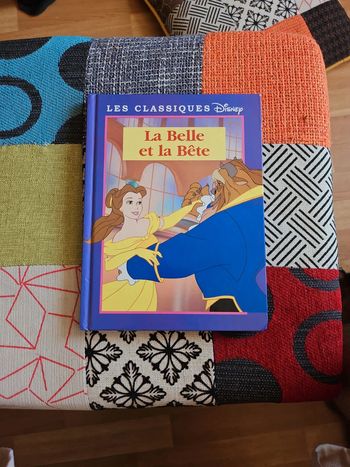 LES CLASSIQUES Disney
La Belle
et la Bête